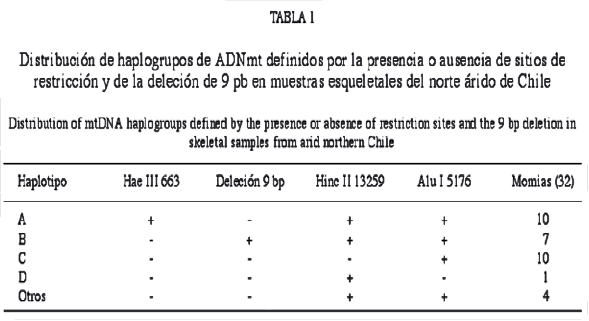 TABLA 1
Distribución de haplogrupos de ADNmt definidos por la presencia o ausencia de sitios de
restricción y de la deleción de 9 pb en muestras esqueletales del norte árido de Chile
Distribution of mtDNA haplogroups defined by the presence or absence of restriction sites and the 9 bp deletion in
skeletal samples from arid northern Chile
Haplotipo Hae III 663 Deleción 9 bp Hinc II 13259 Alu I 5176 Momias (32)
A + - + + 10
B - + + + 7
C - - - + 10
D - - + - 1
Otros - - + + 4